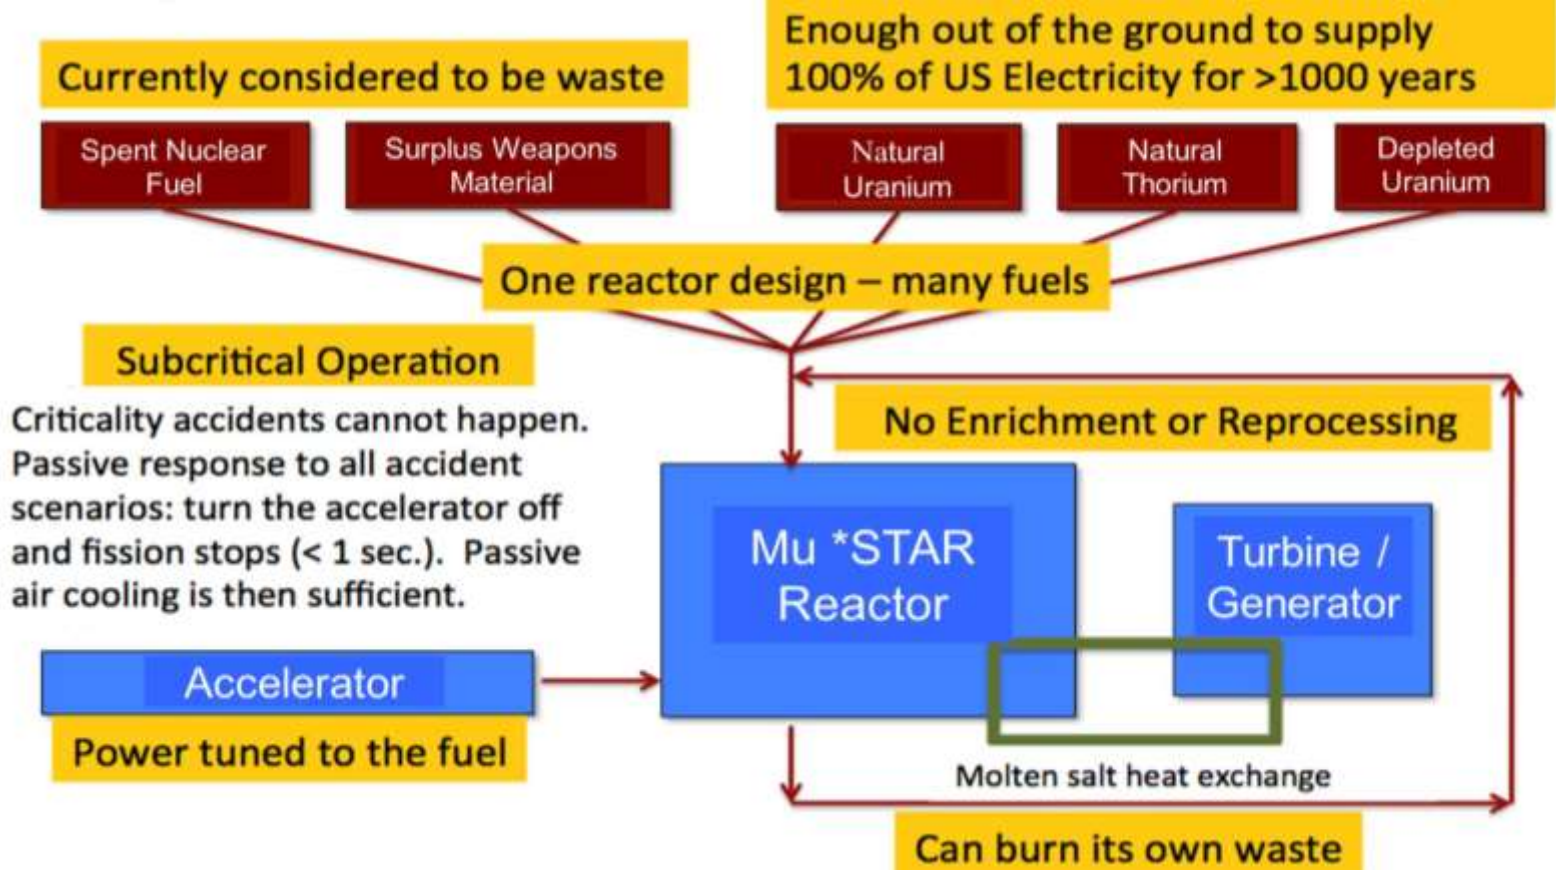 Currently considered to be waste
Enough out of the ground to supply
100% of US Electricity for >1000 years
Spent Nuclear
Fuel
Surplus Weapons
Material
Natural
Uranium
Natural
Thorium
Depleted
Uranium
One reactor design – many fuels
Subcritical Operation
Criticality accidents cannot happen.
Passive response to all accident
scenarios: turn the accelerator off
and fission stops (< 1 sec.). Passive
air cooling is then sufficient.
No Enrichment or Reprocessing
Mu *STAR
Reactor
Turbine /
Generator
Accelerator
Power tuned to the fuel
Molten salt heat exchange
Can burn its own waste